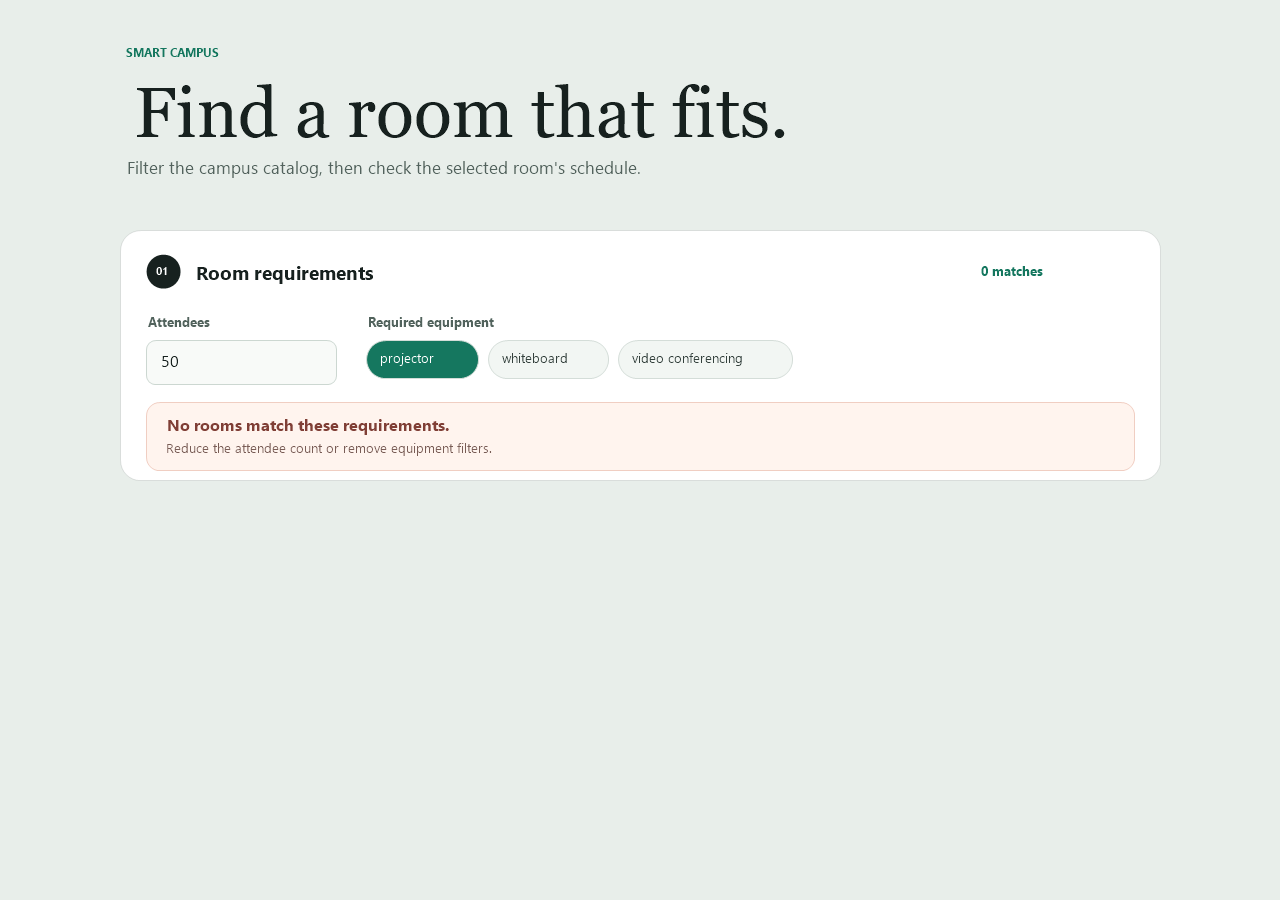 SMART CAMPUS
Find a room that fits.
Filter the campus catalog, then check the selected room's schedule.
01 Room requirements 0 matches
Attendees Required equipment
50 projector whiteboard video conferencing
No rooms match these requirements.
Reduce the attendee count or remove equipment filters.